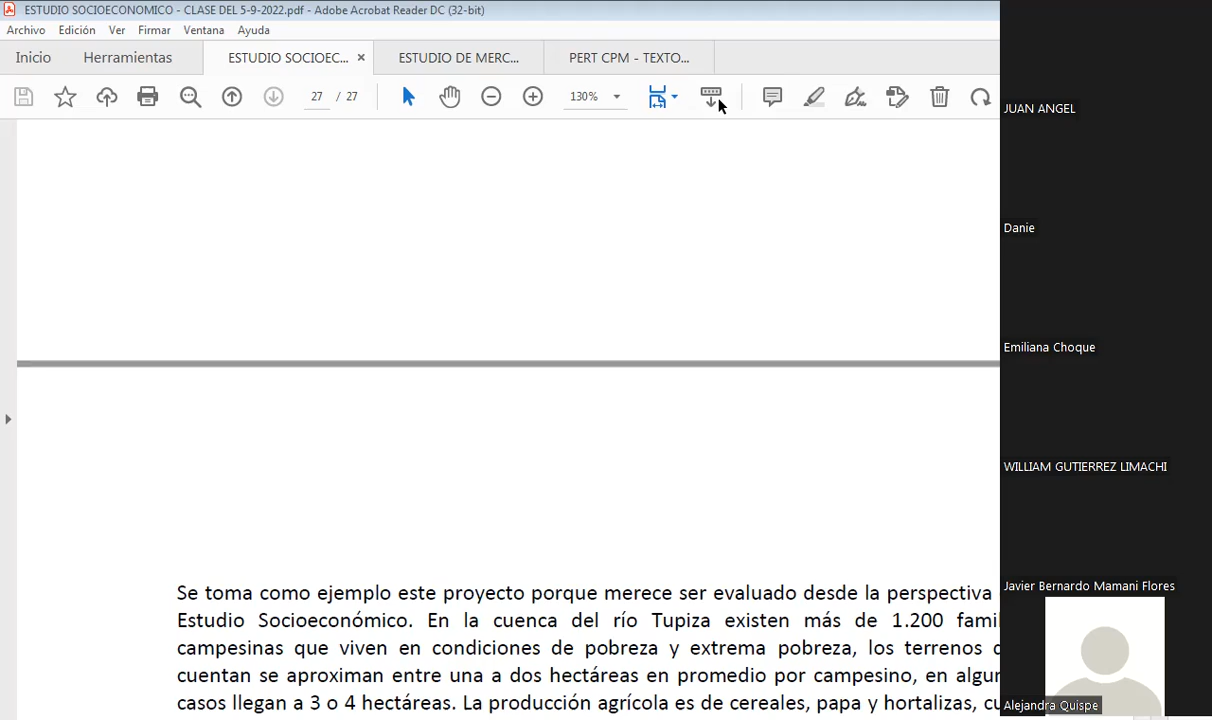 ESTUDIO SOCIOECONOMICO - CLASE DEL 5-9-2022.pdf - Adobe Acrobat Reader DC (32-bit)
Archivo Edición Ver Firmar Ventana Ayuda
Inicio Herramientas ESTUDIO SOCIOEC... × ESTUDIO DE MERC... PERT CPM - TEXTO...
27 / 27 130%
JUAN ANGEL
Danie
Emiliana Choque
WILLIAM GUTIERREZ LIMACHI
Javier Bernardo Mamani Flores
Alejandra Quispe
Se toma como ejemplo este proyecto porque merece ser evaluado desde la perspectiva
Estudio Socioeconómico. En la cuenca del río Tupiza existen más de 1.200 famil
campesinas que viven en condiciones de pobreza y extrema pobreza, los terrenos
cuentan se aproximan entre una a dos hectáreas en promedio por campesino, en algun
casos llegan a 3 o 4 hectáreas. La producción agrícola es de cereales, papa y hortalizas, cu